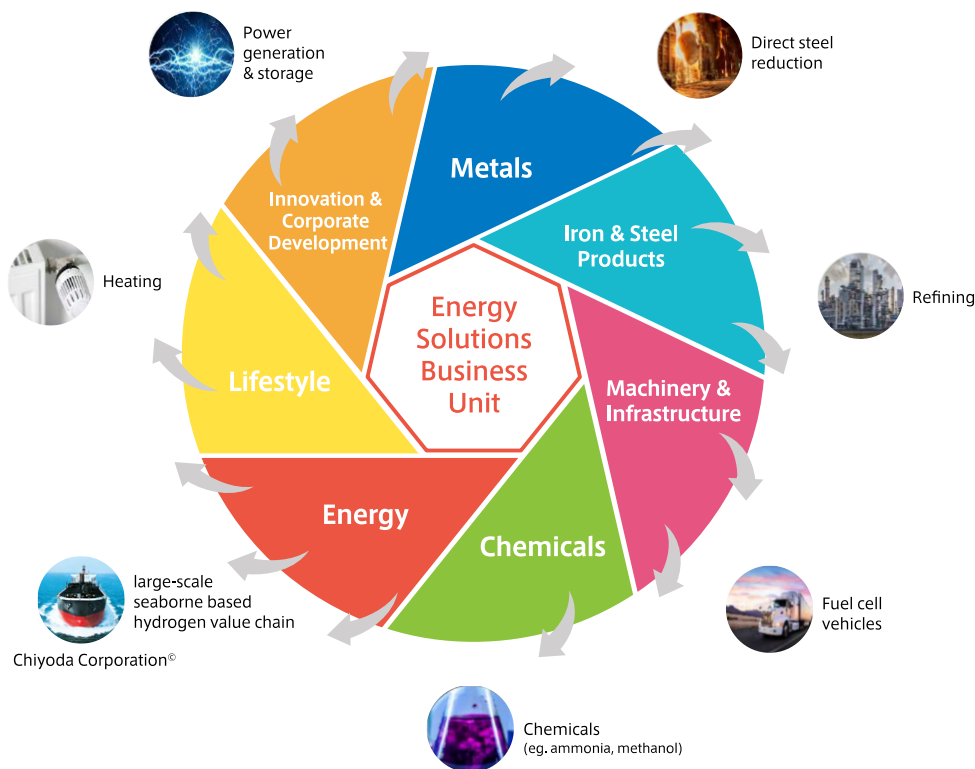 Power
generation
& storage
Direct steel
reduction
Metals
Innovation &
Corporate
Development
Iron & Steel
Products
Heating
Energy
Solutions
Business
Unit
Refining
Lifestyle
Machinery &
Infrastructure
Energy
Chemicals
large-scale
seaborne based
hydrogen value chain
Chiyoda Corporation©
Fuel cell
vehicles
Chemicals
(eg. ammonia, methanol)